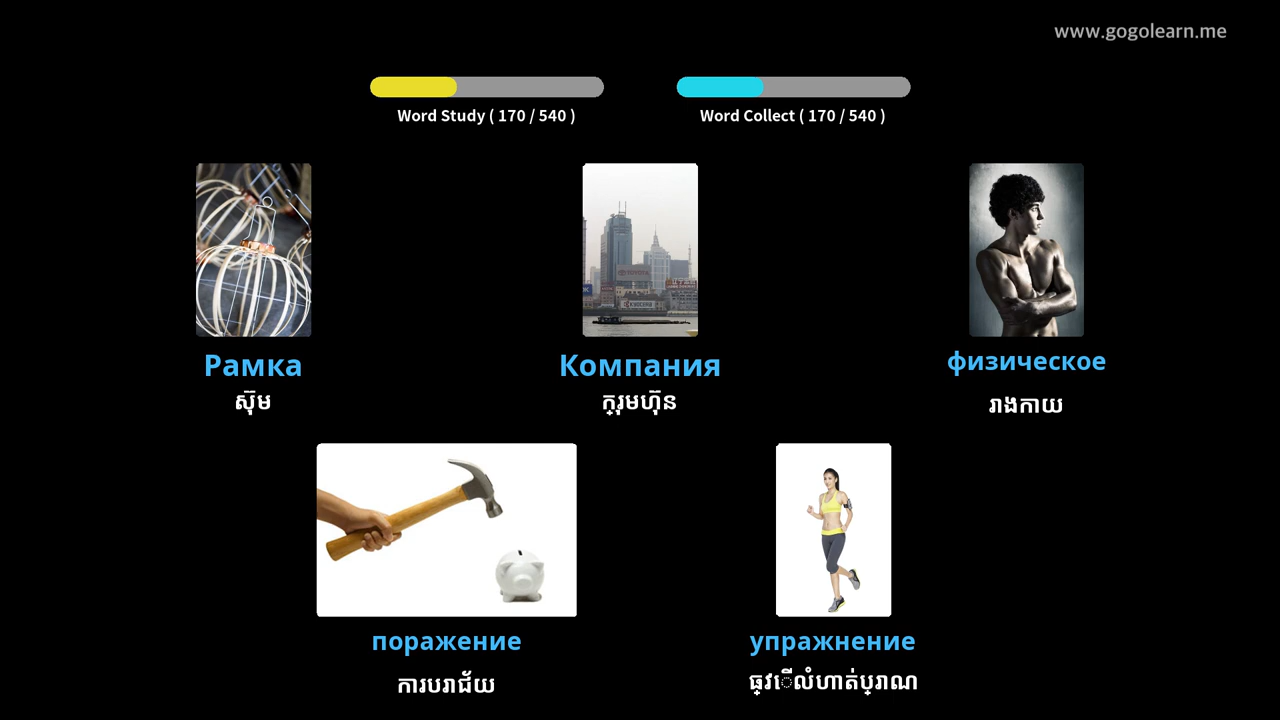 www.gogolearn.me
Word Study ( 170 / 540 )
Word Collect ( 170 / 540 )
Рамка
ស៊ុម
Компания
ក្រុមហ៊ុន
физическое
រាងកាយ
TOYOTA
KYOCERA
поражение
ការបរាជ័យ
упражнение
ធ្វើលំហាត់ប្រាណ